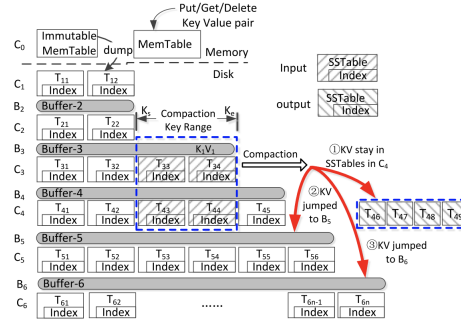 Put/Get/Delete
Key Value pair
C0
Immutable
MemTable
dump
MemTable
Memory
Disk
Input
SSTable
Index
output
SSTable
Index
C1
T11
Index
T12
Index
B2
Buffer-2
Ks
Compaction
Key Range
Ke
C2
T21
Index
T22
Index
B3
Buffer-3
K1V1
C3
T31
Index
T32
Index
T33
Index
T34
Index
Compaction
①KV stay in
SSTables in C4
B4
Buffer-4
②KV
jumped
to B5
C4
T41
Index
T42
Index
T43
Index
T44
Index
T45
Index
T46
T47
T48
T49
B5
Buffer-5
③KV jumped
to B6
C5
T51
Index
T52
Index
T53
Index
T54
Index
T55
Index
T56
Index
B6
Buffer-6
C6
T61
Index
T62
Index
......
T6n-1
Index
T6n
Index